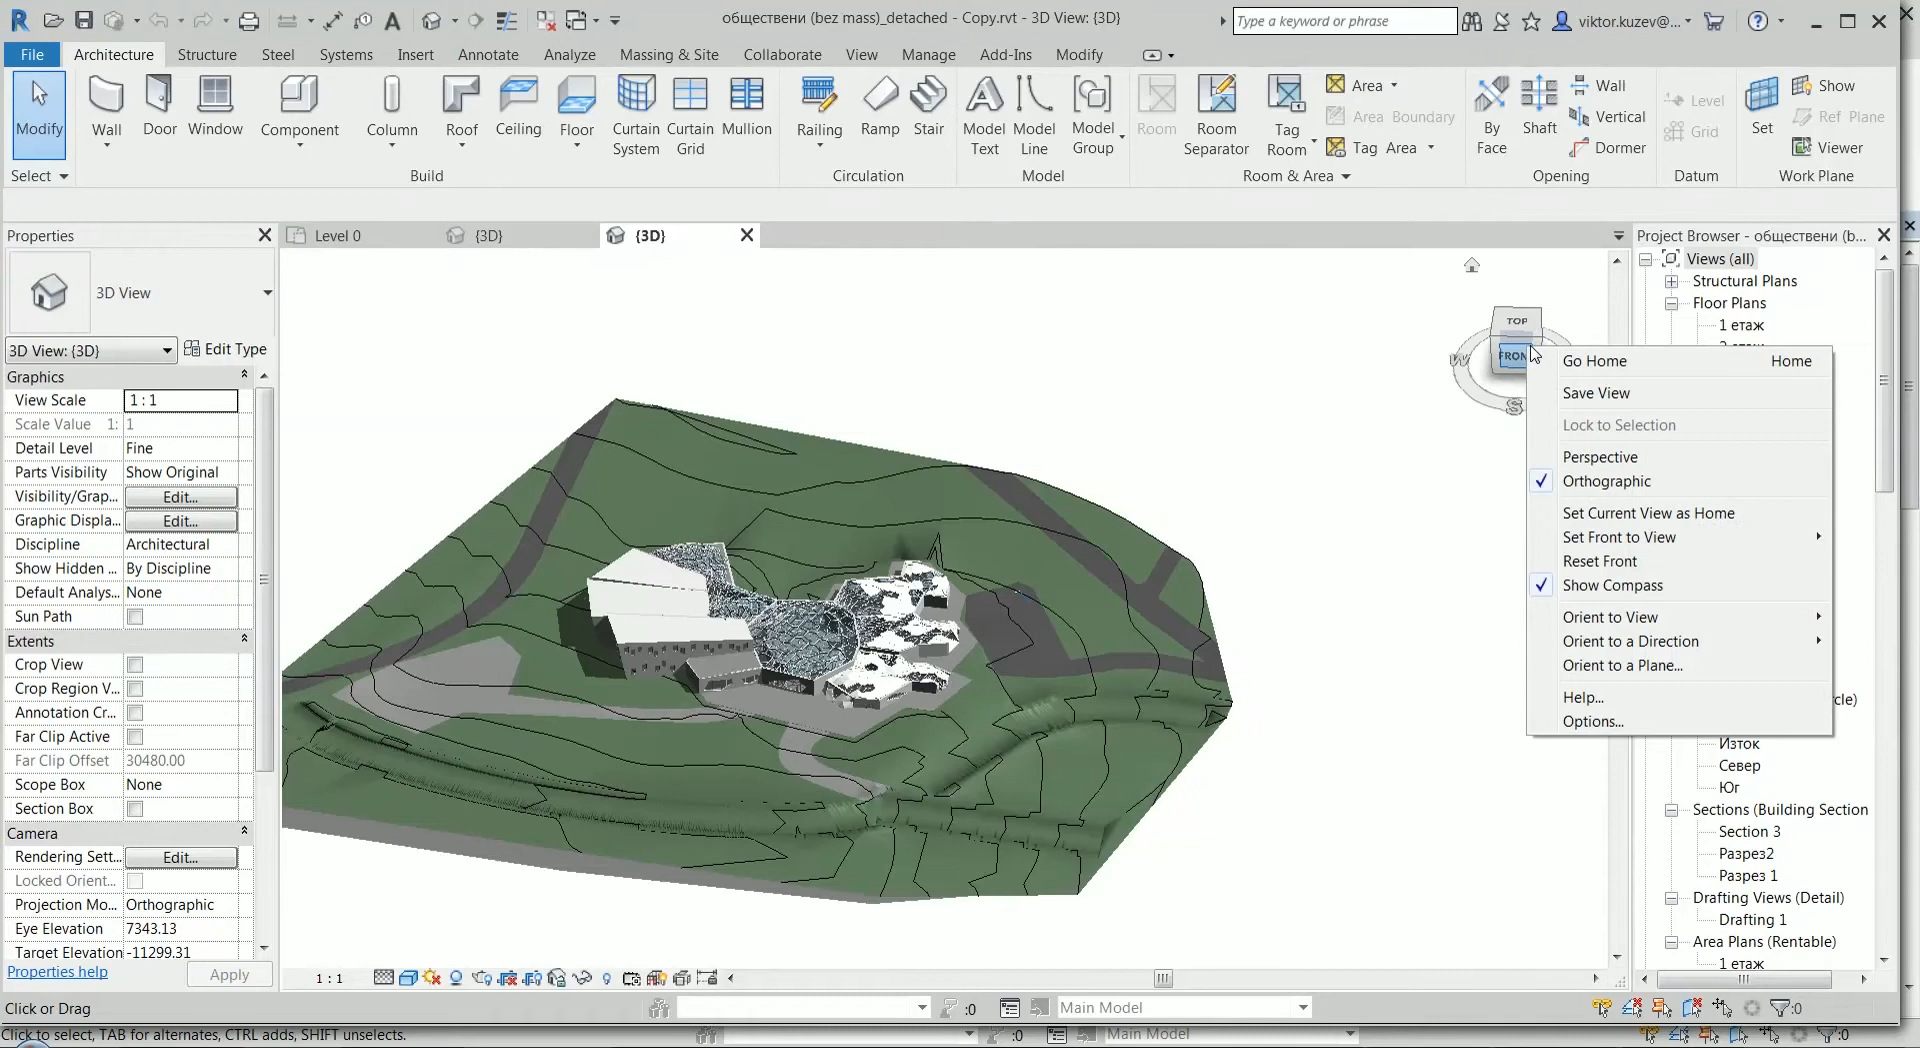 обществени (bez mass)_detached - Copy.rvt - 3D View: {3D}
Type a keyword or phrase
viktor.kuzev@...
File Architecture Structure Steel Systems Insert Annotate Analyze Massing & Site Collaborate View Manage Add-Ins Modify
Modify
Wall
Door
Window
Component
Column
Roof
Ceiling
Floor
Curtain System
Curtain Grid
Mullion
Railing
Ramp
Stair
Model Text
Model Line
Model Group
Room
Room Separator
Tag Room
Area
Area Boundary
Tag Area
By Face
Shaft
Wall
Vertical
Dormer
Level
Grid
Set
Show
Ref Plane
Viewer
Select Build Circulation Model Room & Area Opening Datum Work Plane
Properties
Level 0
{3D}
{3D}
Project Browser - обществени (b...
3D View
3D View: {3D}
Edit Type
Graphics
View Scale 1 : 1
Scale Value 1: 1
Detail Level Fine
Parts Visibility Show Original
Visibility/Grap... Edit...
Graphic Displa... Edit...
Discipline Architectural
Show Hidden ... By Discipline
Default Analys... None
Sun Path
Extents
Crop View
Crop Region V...
Annotation Cr...
Far Clip Active
Far Clip Offset 30480.00
Scope Box None
Section Box
Camera
Rendering Sett... Edit...
Locked Orient...
Projection Mo... Orthographic
Eye Elevation 7343.13
Target Elevation -11299.31
Properties help
Apply
TOP
FRON
W
S
Go Home Home
Save View
Lock to Selection
Perspective
Orthographic
Set Current View as Home
Set Front to View
Reset Front
Show Compass
Orient to View
Orient to a Direction
Orient to a Plane...
Help...
Options...
Views (all)
Structural Plans
Floor Plans
1 етаж
cle)
Изток
Север
Юг
Sections (Building Section
Section 3
Разрез2
Разрез 1
Drafting Views (Detail)
Drafting 1
Area Plans (Rentable)
1 етаж
1 : 1
Click or Drag
:0
Main Model
:0
Click to select, TAB for alternates, CTRL adds, SHIFT unselects.
:0
Main Model
:0